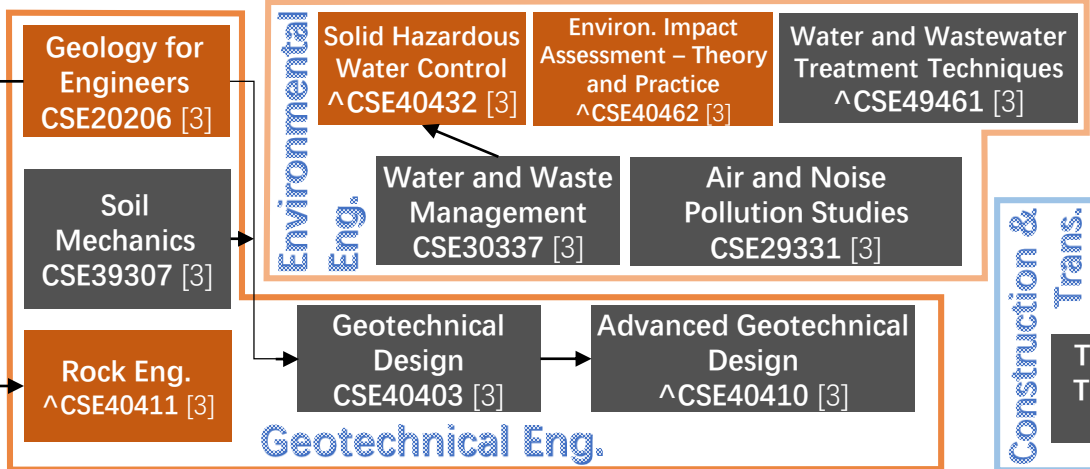 Geology for
Engineers
CSE20206 [3]
Soil
Mechanics
CSE39307 [3]
Rock Eng.
^CSE40411 [3]
Environmental
Eng.
Solid Hazardous
Water Control
^CSE40432 [3]
Environ. Impact
Assessment – Theory
and Practice
^CSE40462 [3]
Water and Wastewater
Treatment Techniques
^CSE49461 [3]
Water and Waste
Management
CSE30337 [3]
Air and Noise
Pollution Studies
CSE29331 [3]
Geotechnical
Design
CSE40403 [3]
Advanced Geotechnical
Design
^CSE40410 [3]
Geotechnical Eng.
Construction &
Trans.
T
T